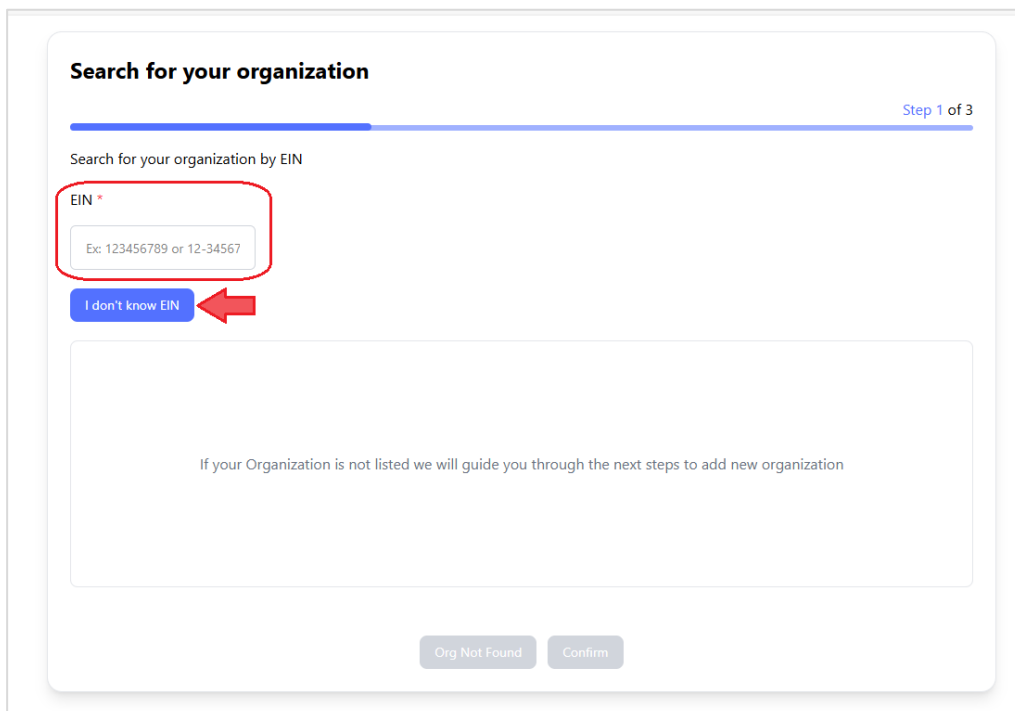 Search for your organization
Step 1 of 3
Search for your organization by EIN
EIN *
Ex: 123456789 or 12-34567
I don't know EIN
If your Organization is not listed we will guide you through the next steps to add new organization
Org Not Found
Confirm